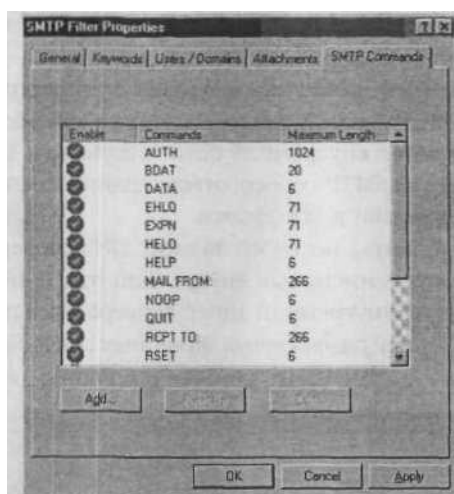 SMTP Filter Properties
General Keywords Users / Domains Attachments SMTP Commands
Enable Commands Maximum Length
AUTH 1024
BDAT 20
DATA 6
EHLO 71
EXPN 71
HELO 71
HELP 6
MAIL FROM: 266
NOOP 6
QUIT 6
RCPT TO: 266
RSET 6
Add...
OK Cancel Apply